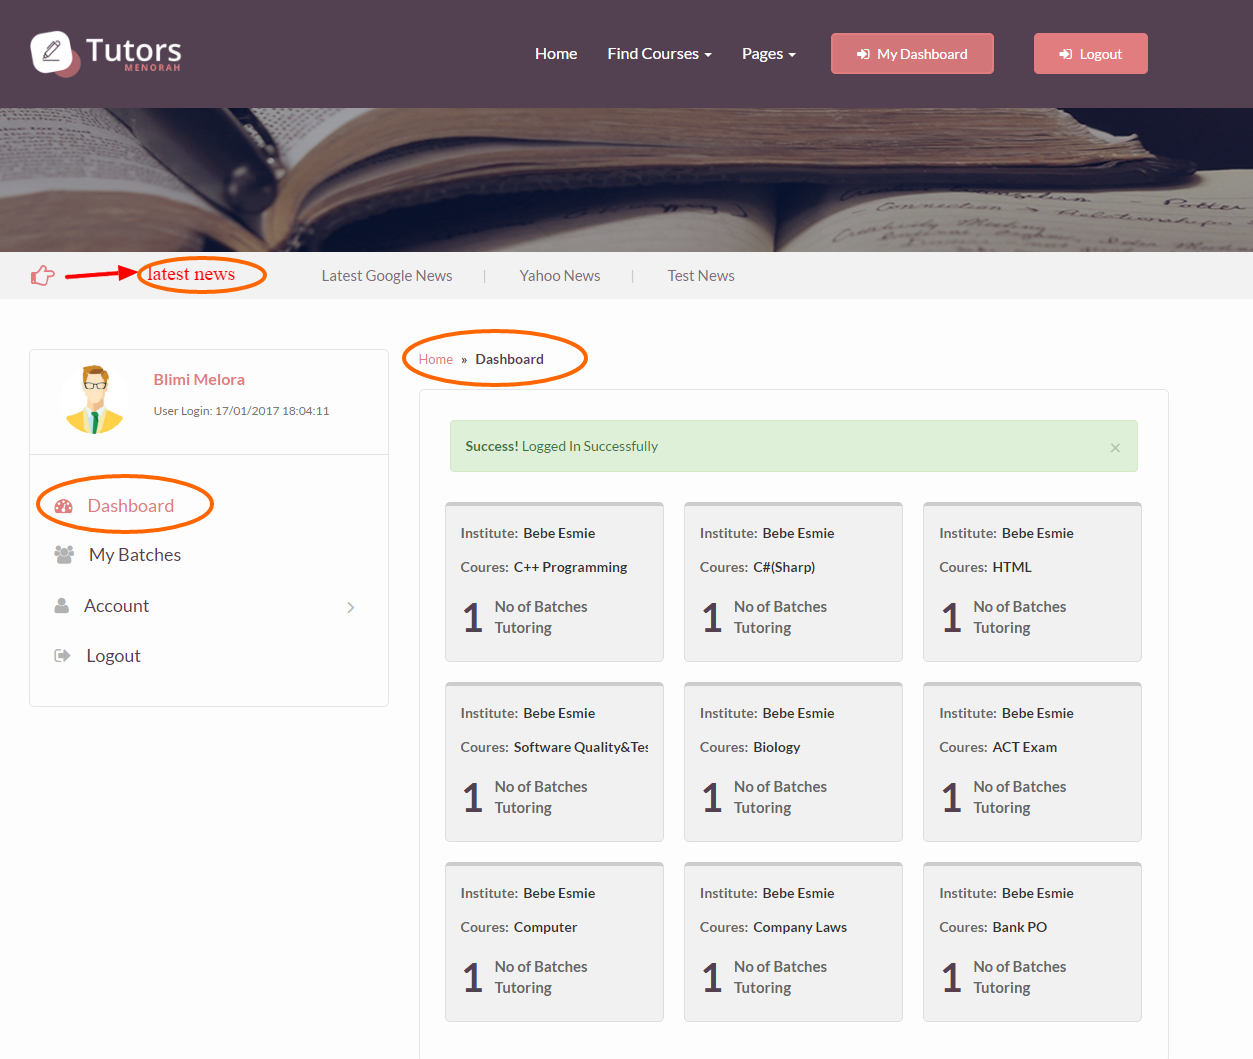 Tutors
MENORAH
Home Find Courses Pages My Dashboard Logout
latest news Latest Google News | Yahoo News | Test News
Home » Dashboard
Blimi Melora
User Login: 17/01/2017 18:04:11
Dashboard
My Batches
Account
Logout
Success! Logged In Successfully ×
Institute: Bebe Esmie
Coures: C++ Programming
1 No of Batches
Tutoring
Institute: Bebe Esmie
Coures: C#(Sharp)
1 No of Batches
Tutoring
Institute: Bebe Esmie
Coures: HTML
1 No of Batches
Tutoring
Institute: Bebe Esmie
Coures: Software Quality&Tes
1 No of Batches
Tutoring
Institute: Bebe Esmie
Coures: Biology
1 No of Batches
Tutoring
Institute: Bebe Esmie
Coures: ACT Exam
1 No of Batches
Tutoring
Institute: Bebe Esmie
Coures: Computer
1 No of Batches
Tutoring
Institute: Bebe Esmie
Coures: Company Laws
1 No of Batches
Tutoring
Institute: Bebe Esmie
Coures: Bank PO
1 No of Batches
Tutoring